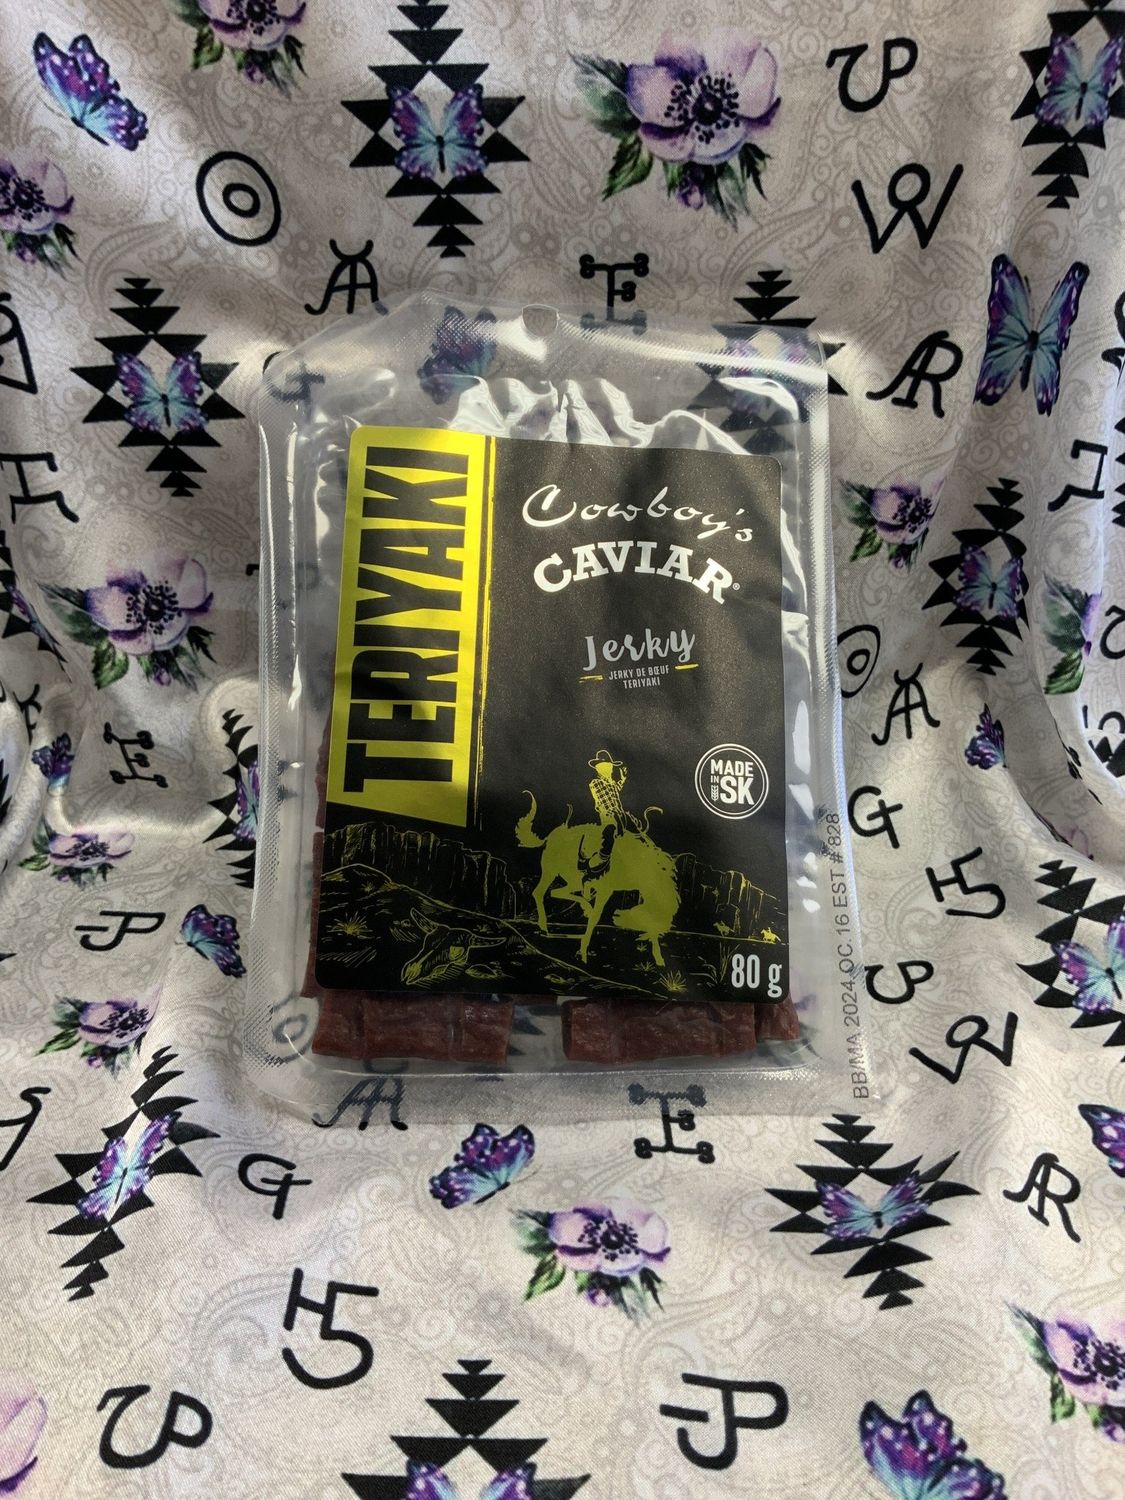 TERIYAKI
Cowboy's
CAVIAR®
Jerky
JERKY DE BŒUF
TERIYAKI
MADE
IN
SK
80 g
BB/MA 2024.OC.16 EST # 828